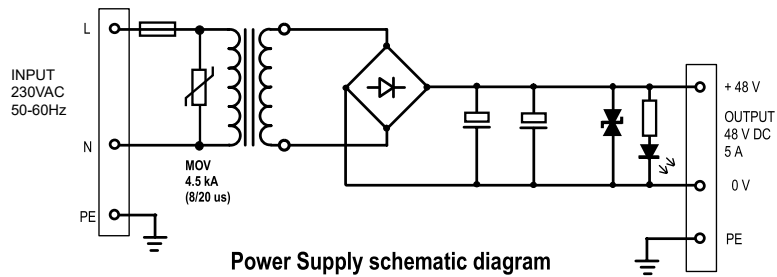 L
INPUT
230VAC
50-60Hz
N
PE
MOV
4.5 kA
(8/20 us)
+ 48 V
OUTPUT
48 V DC
5 A
0 V
PE
Power Supply schematic diagram